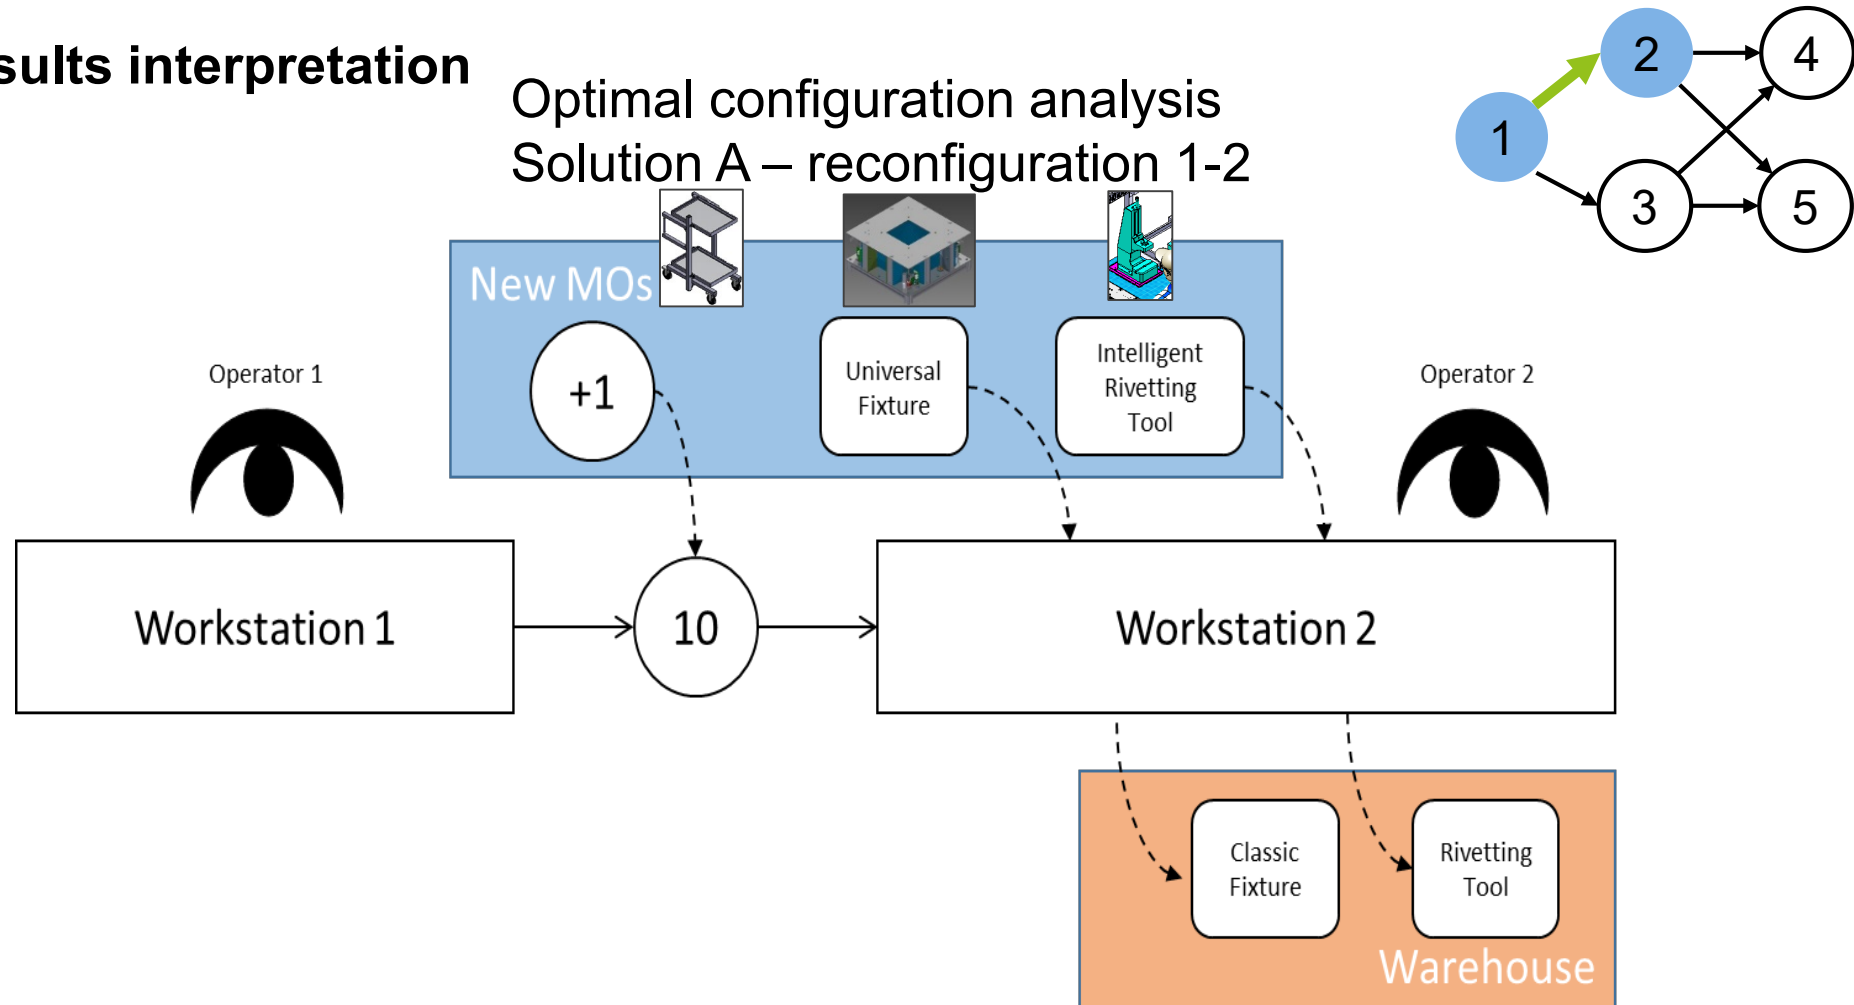 sults interpretation
Optimal configuration analysis
Solution A – reconfiguration 1-2
1
2
3
4
5
New MOs
+1
Universal
Fixture
Intelligent
Rivetting
Tool
Operator 1
Operator 2
Workstation 1
10
Workstation 2
Classic
Fixture
Rivetting
Tool
Warehouse